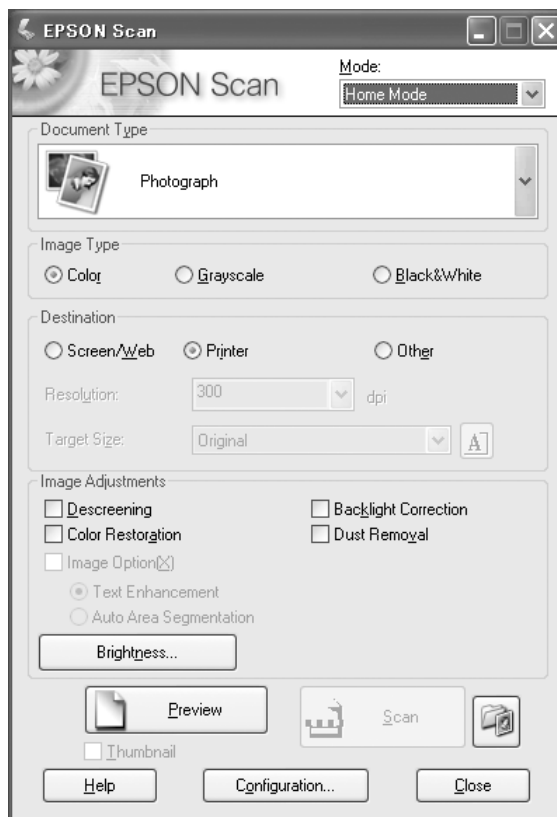 EPSON Scan
EPSON Scan
Mode:
Home Mode
Document Type
Photograph
Image Type
Color Grayscale Black&White
Destination
Screen/Web Printer Other
Resolution: 300 dpi
Target Size: Original A
Image Adjustments
Descreening Backlight Correction
Color Restoration Dust Removal
Image Option(X)
Text Enhancement
Auto Area Segmentation
Brightness...
Preview Scan
Thumbnail
Help Configuration... Close